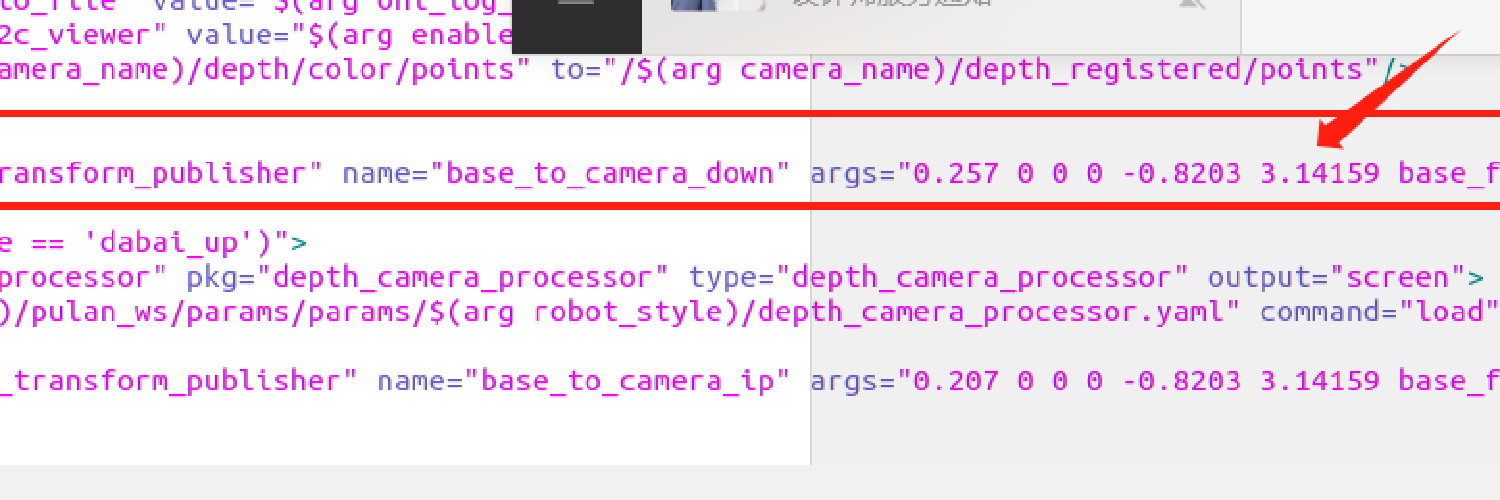 value="$(arg
2c_viewer" value="$(arg enable
amera_name)/depth/color/points" to="/$(arg camera_name)/depth_registered/points"/>
ransform_publisher" name="base_to_camera_down" args="0.257 0 0 0 -0.8203 3.14159 base_f
e == 'dabai_up')">
processor" pkg="depth_camera_processor" type="depth_camera_processor" output="screen">
)/pulan_ws/params/params/$(arg robot_style)/depth_camera_processor.yaml" command="load"
_transform_publisher" name="base_to_camera_ip" args="0.207 0 0 0 -0.8203 3.14159 base_f